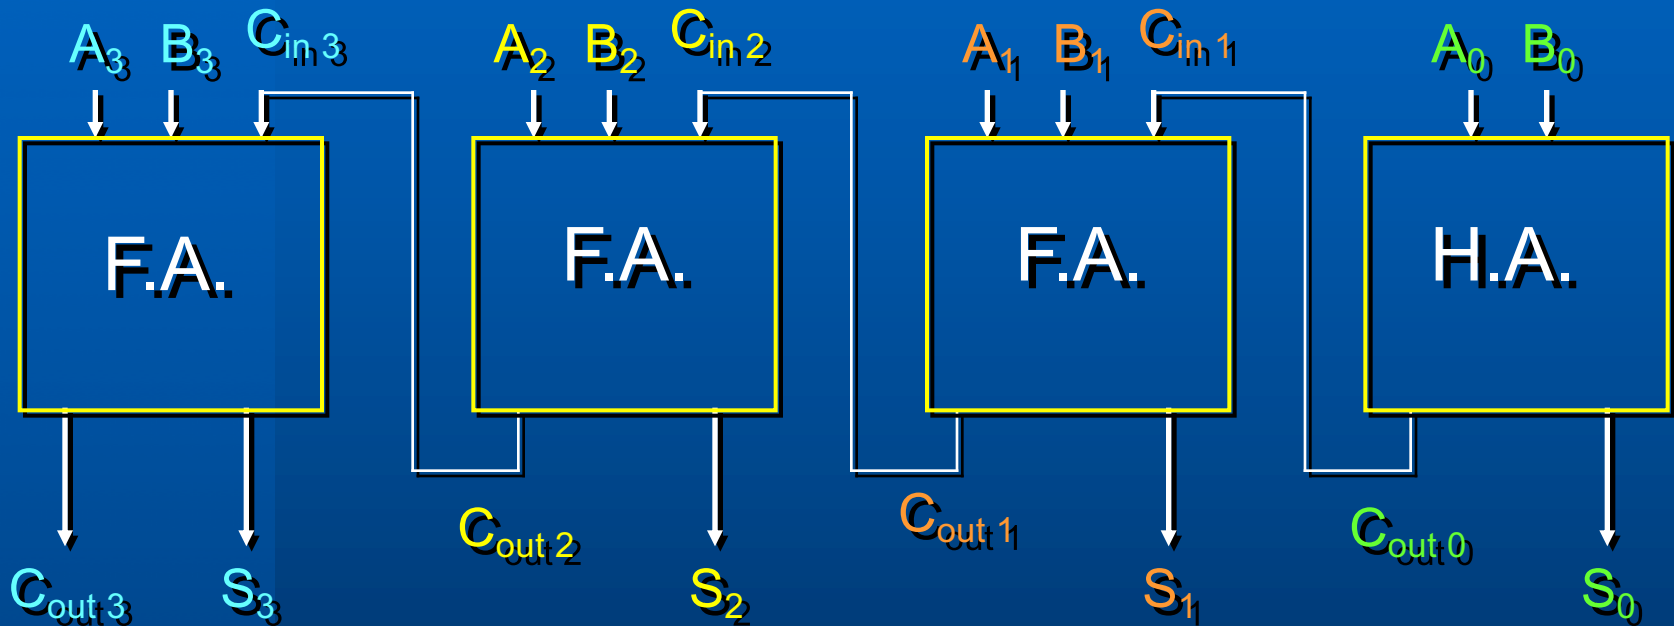 A3 B3 Cin 3 A2 B2 Cin 2 A1 B1 Cin 1 A0 B0
F.A. F.A. F.A. H.A.
Cout 2 Cout 1 Cout 0
Cout 3 S3 S2 S1 S0